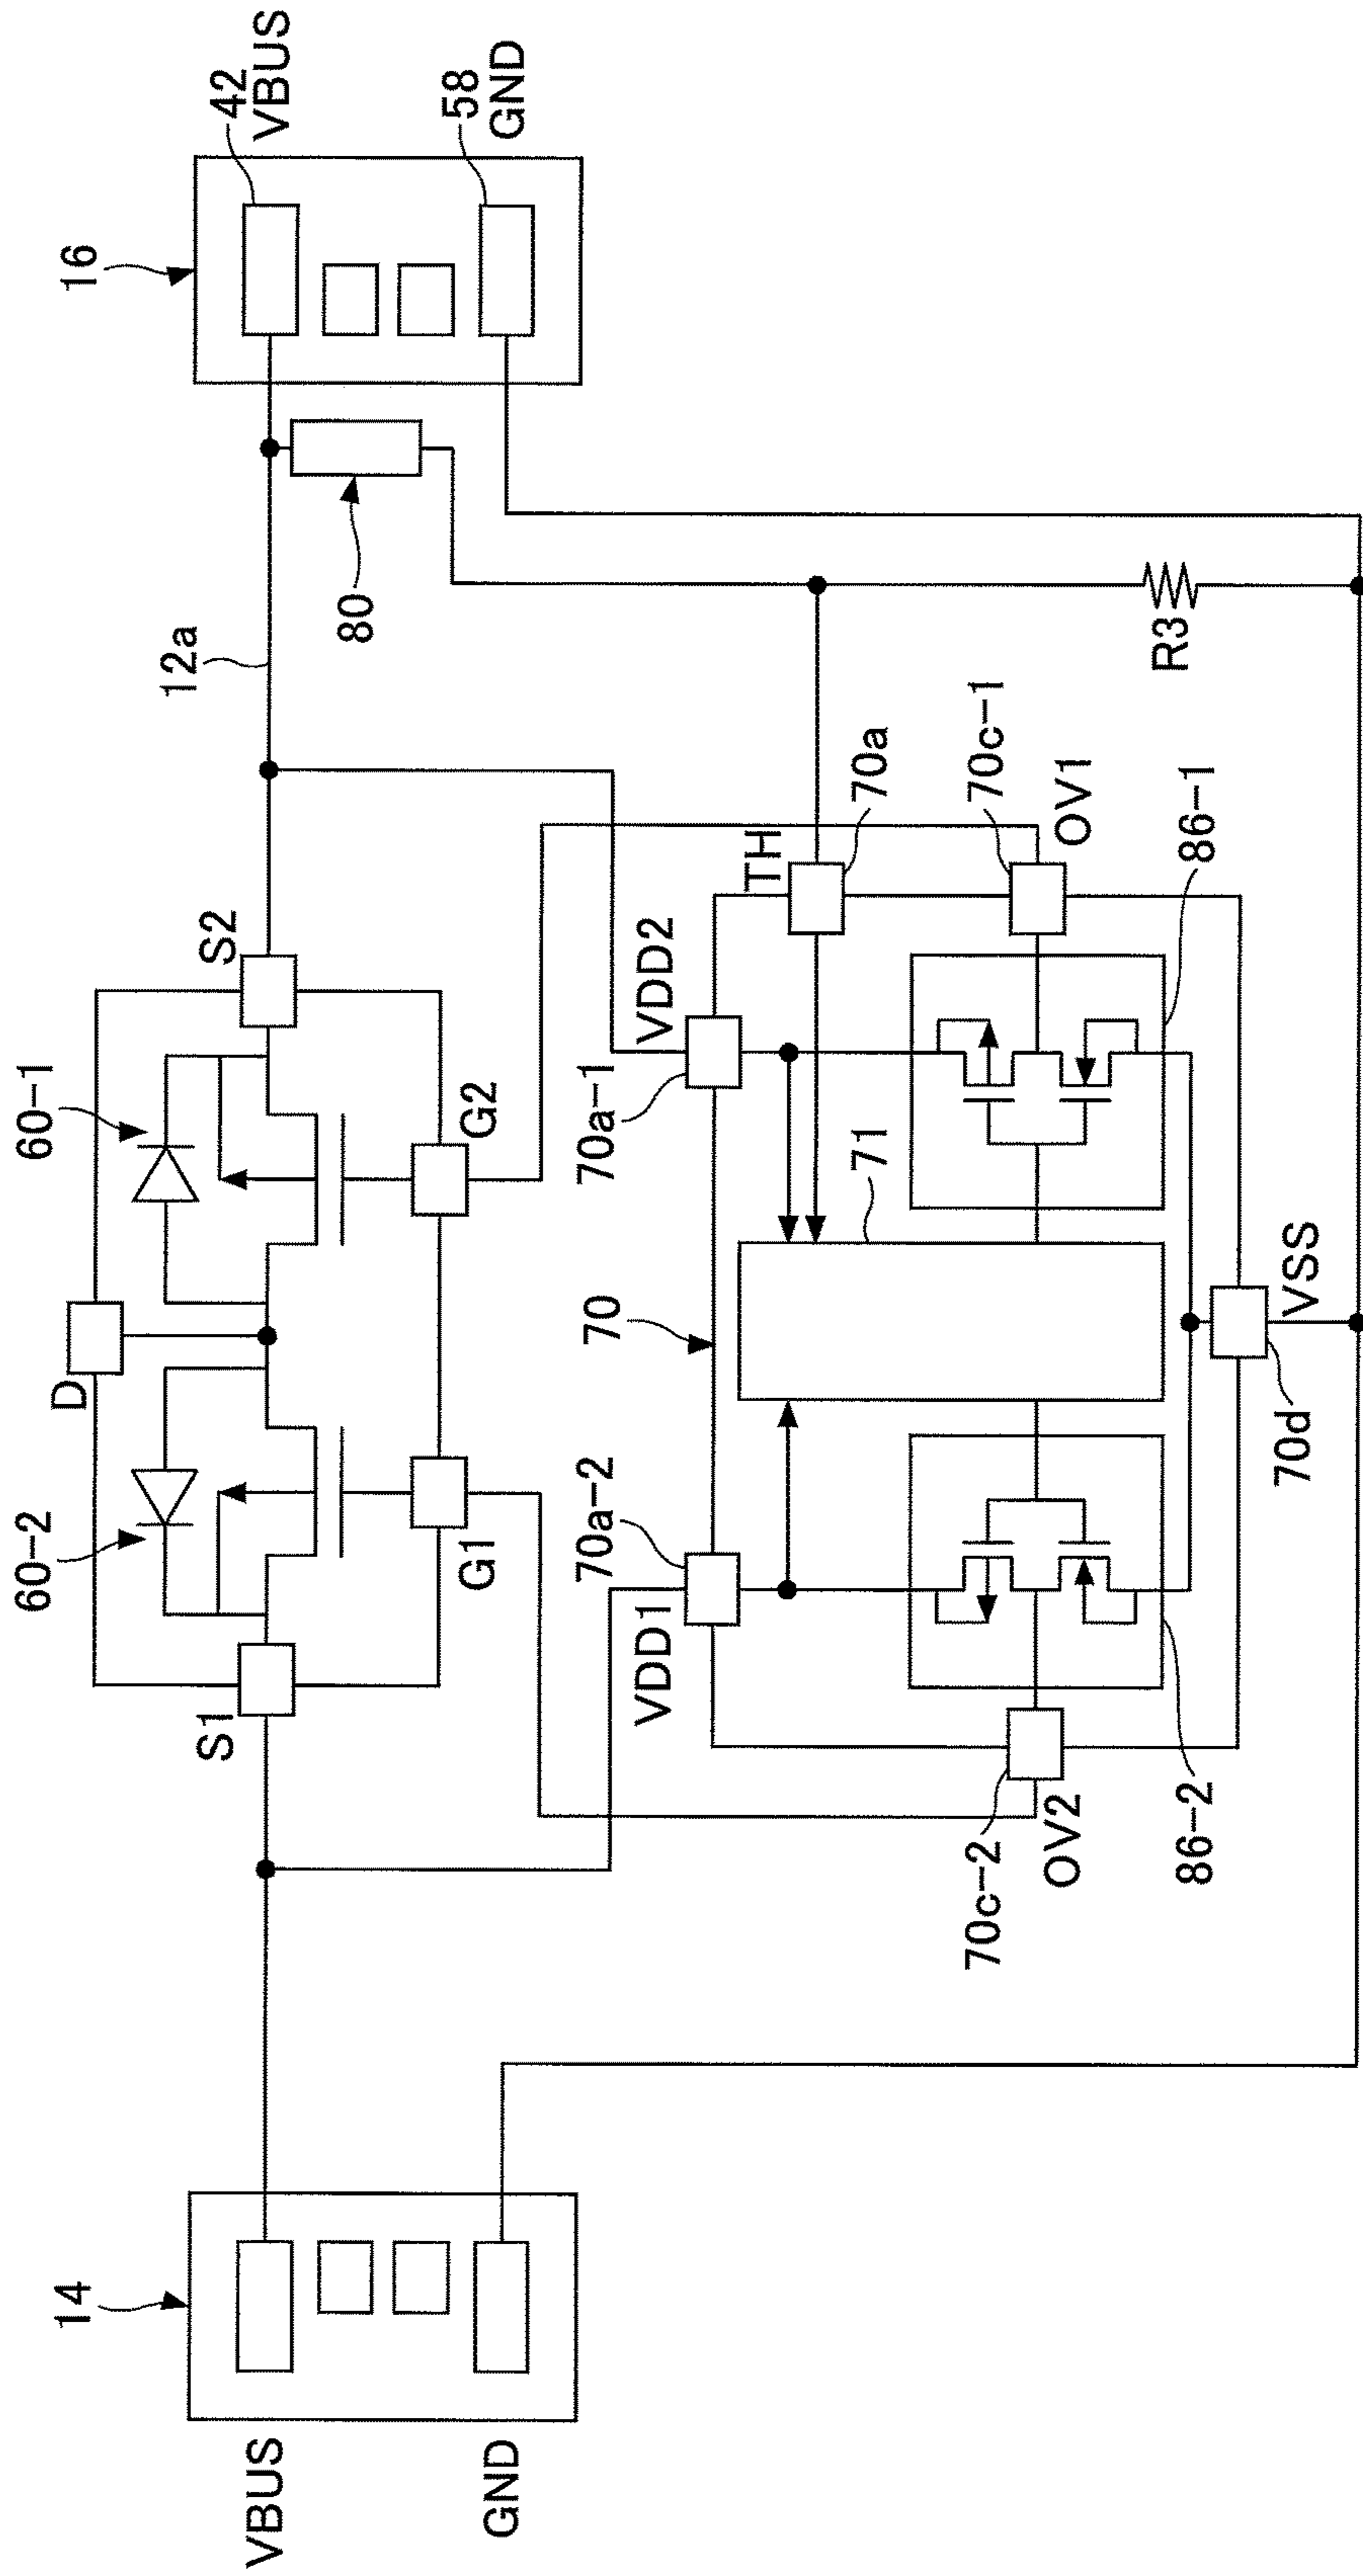 14
VBUS
GND
S1
60-2
D
60-1
S2
G1
G2
12a
80
16
42
VBUS
58
GND
VDD1
70a-2
70
70a-1
VDD2
TH
70a
71
70c-1
OV1
70c-2
OV2
86-2
86-1
70d
VSS
R3